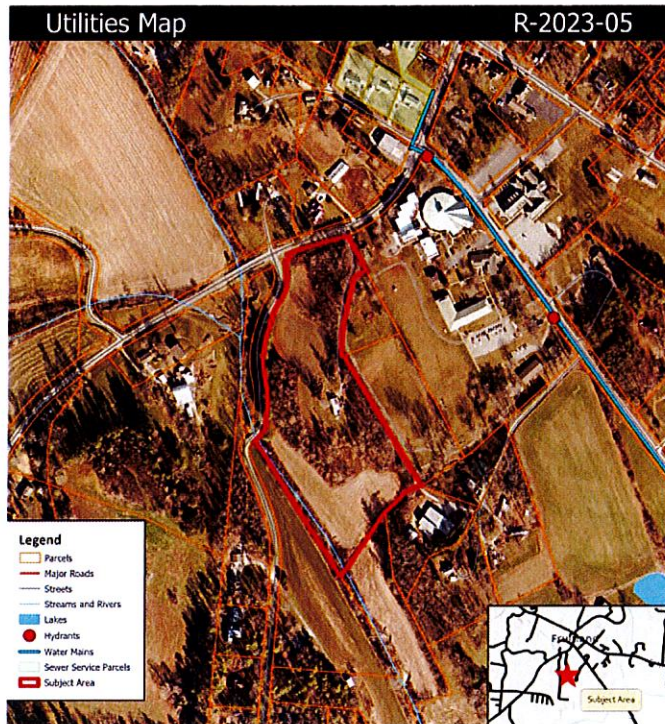 Utilities Map R-2023-05
Legend
Parcels
Major Roads
Streets
Streams and Rivers
Lakes
Hydrants
Water Mains
Sewer Service Parcels
Subject Area
Subject Area